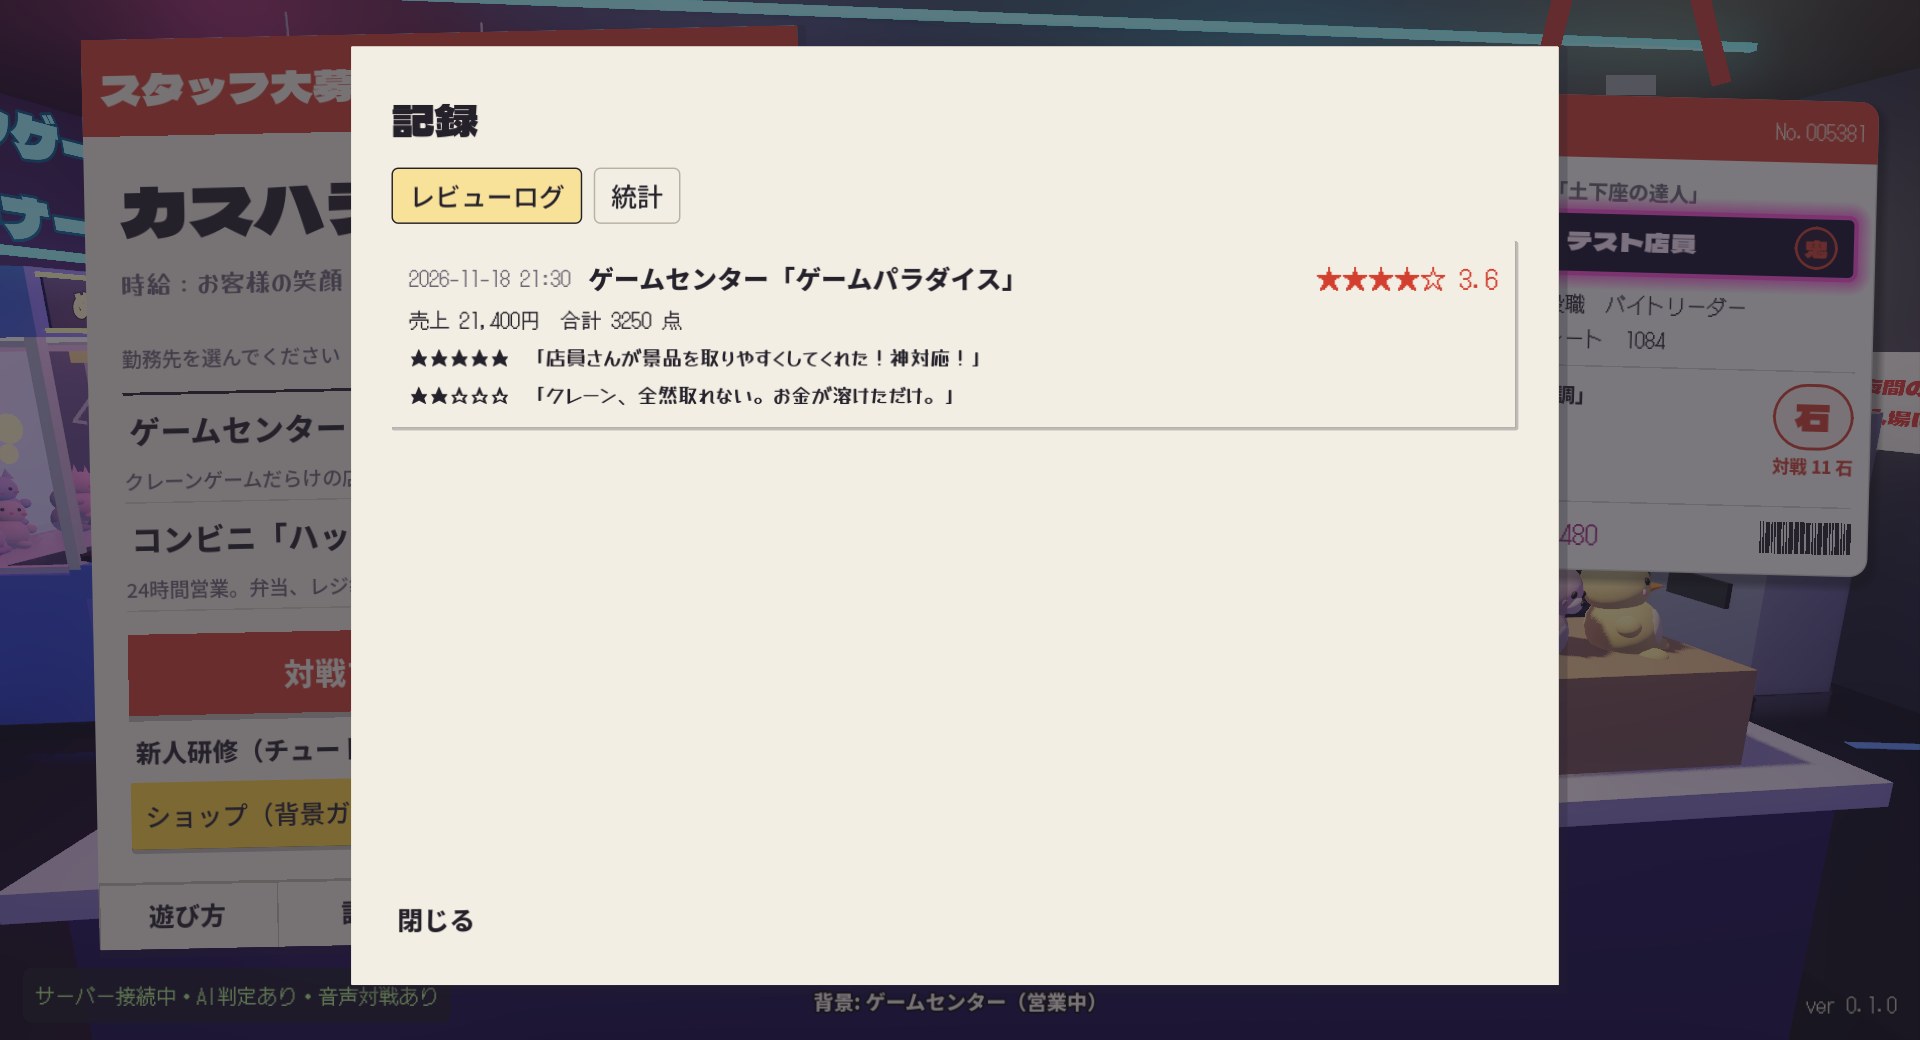 スタッフ大募
カスハラ
時給：お客様の笑顔
勤務先を選んでください
ゲームセンター
クレーンゲームだらけの店
コンビニ「ハッ
24時間営業。弁当、レジ
対戦
新人研修（チュート
ショップ（背景ガ
遊び方
記録
レビューログ
統計
2026-11-18 21:30 ゲームセンター「ゲームパラダイス」 ★★★★☆ 3.6
売上 21,400円 合計 3250 点
★★★★★ 「店員さんが景品を取りやすくしてくれた！神対応！」
★★☆☆☆ 「クレーン、全然取れない。お金が溶けただけ。」
閉じる
No.005381
「土下座の達人」
テスト店員
職 バイトリーダー
ート 1084
調」
石
対戦 11 石
480
サーバー接続中・AI判定あり・音声対戦あり
背景: ゲームセンター（営業中）
ver 0.1.0